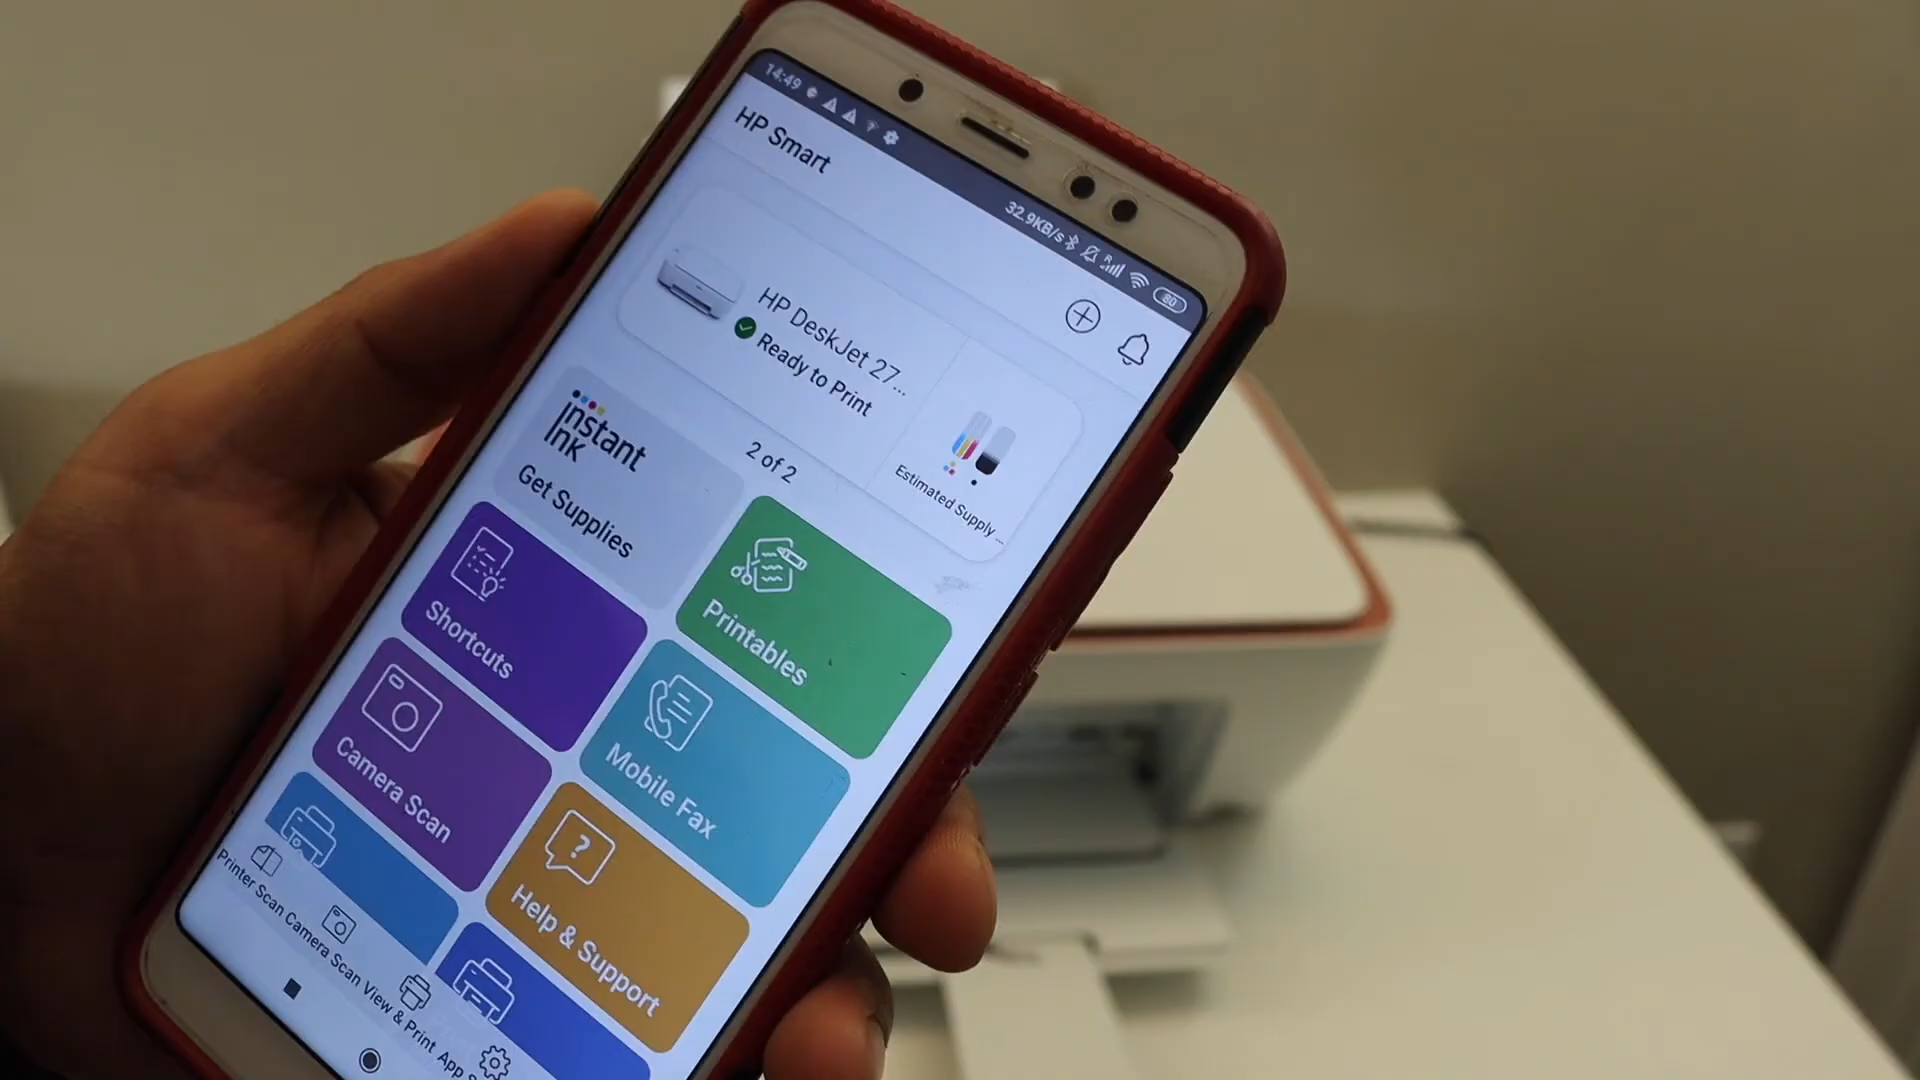 14:49
32.9KB/s
R
80
HP Smart
HP DeskJet 27...
Ready to Print
Estimated Supply ...
2 of 2
Instant
Ink
Get Supplies
Printables
Shortcuts
Mobile Fax
Camera Scan
Help & Support
Printer Scan
Camera Scan
View & Print
App S